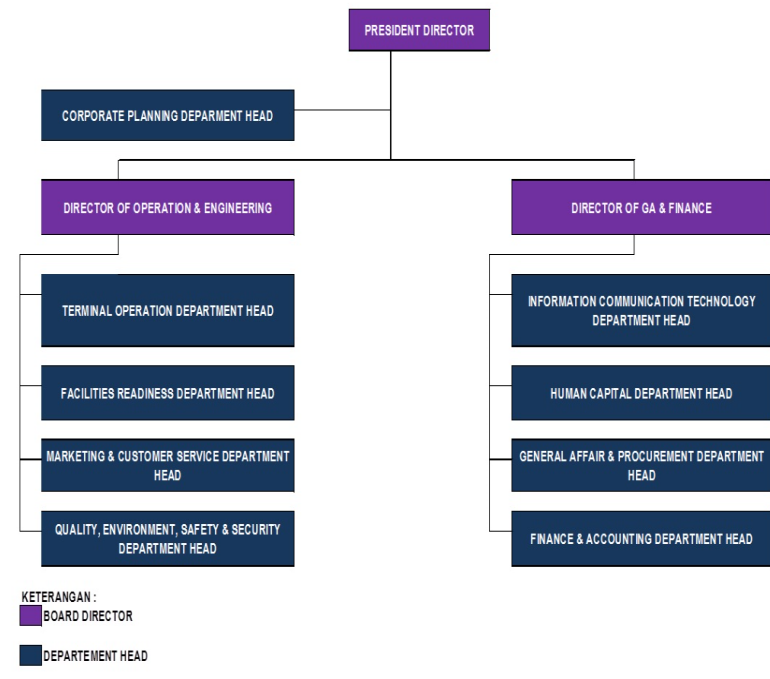 PRESIDENT DIRECTOR
CORPORATE PLANNING DEPARMENT HEAD
DIRECTOR OF OPERATION & ENGINEERING
DIRECTOR OF GA & FINANCE
TERMINAL OPERATION DEPARTMENT HEAD
INFORMATION COMMUNICATION TECHNOLOGY
DEPARTMENT HEAD
FACILITIES READINESS DEPARTMENT HEAD
HUMAN CAPITAL DEPARTMENT HEAD
MARKETING & CUSTOMER SERVICE DEPARTMENT
HEAD
GENERAL AFFAIR & PROCUREMENT DEPARTMENT
HEAD
QUALITY, ENVIRONMENT, SAFETY & SECURITY
DEPARTMENT HEAD
FINANCE & ACCOUNTING DEPARTMENT HEAD
KETERANGAN :
BOARD DIRECTOR
DEPARTEMENT HEAD